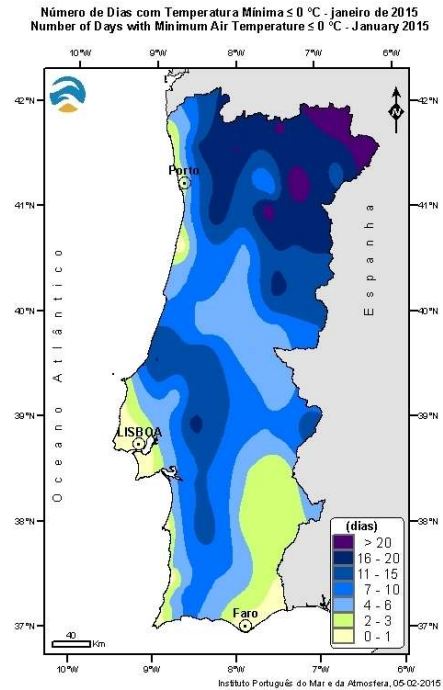 Número de Dias com Temperatura Mínima ≤ 0 °C - janeiro de 2015
Number of Days with Minimum Air Temperature ≤ 0 °C - January 2015
10°W 9°W 8°W 7°W 6°W
42°N 42°N
N
Porto
41°N 41°N
Espanha
Oceano Atlântico
40°N 40°N
39°N 39°N
LISBOA
38°N 38°N
(dias)
> 20
16 - 20
11 - 15
7 - 10
4 - 6
2 - 3
0 - 1
Faro
37°N 37°N
40
Km
10°W 9°W 8°W 7°W 6°W
Instituto Português do Mar e da Atmosfera, 05-02-2015